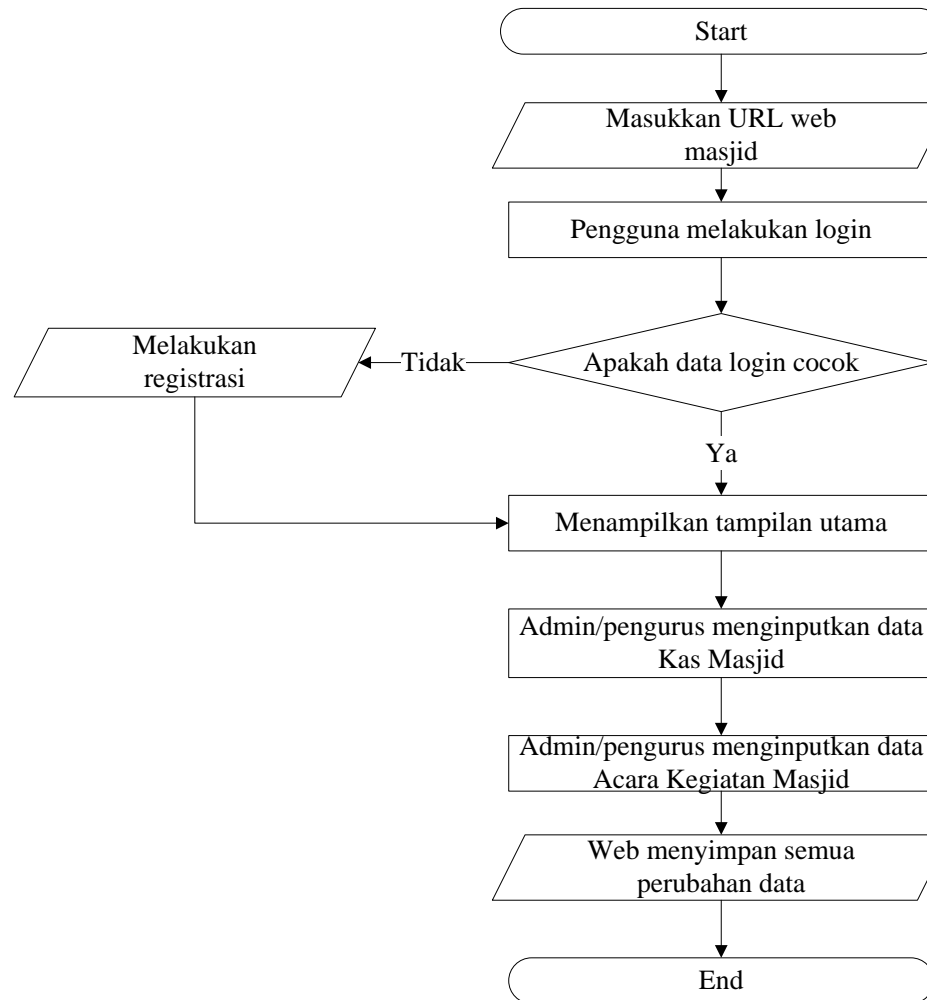 Start
Masukkan URL web
masjid
Pengguna melakukan login
Melakukan
registrasi
Tidak
Apakah data login cocok
Ya
Menampilkan tampilan utama
Admin/pengurus menginputkan data
Kas Masjid
Admin/pengurus menginputkan data
Acara Kegiatan Masjid
Web menyimpan semua
perubahan data
End